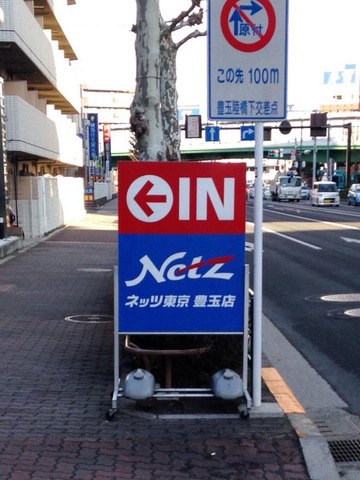 原付
この先 100m
豊玉陸橋下交差点
IN
Netz
ネッツ東京 豊玉店